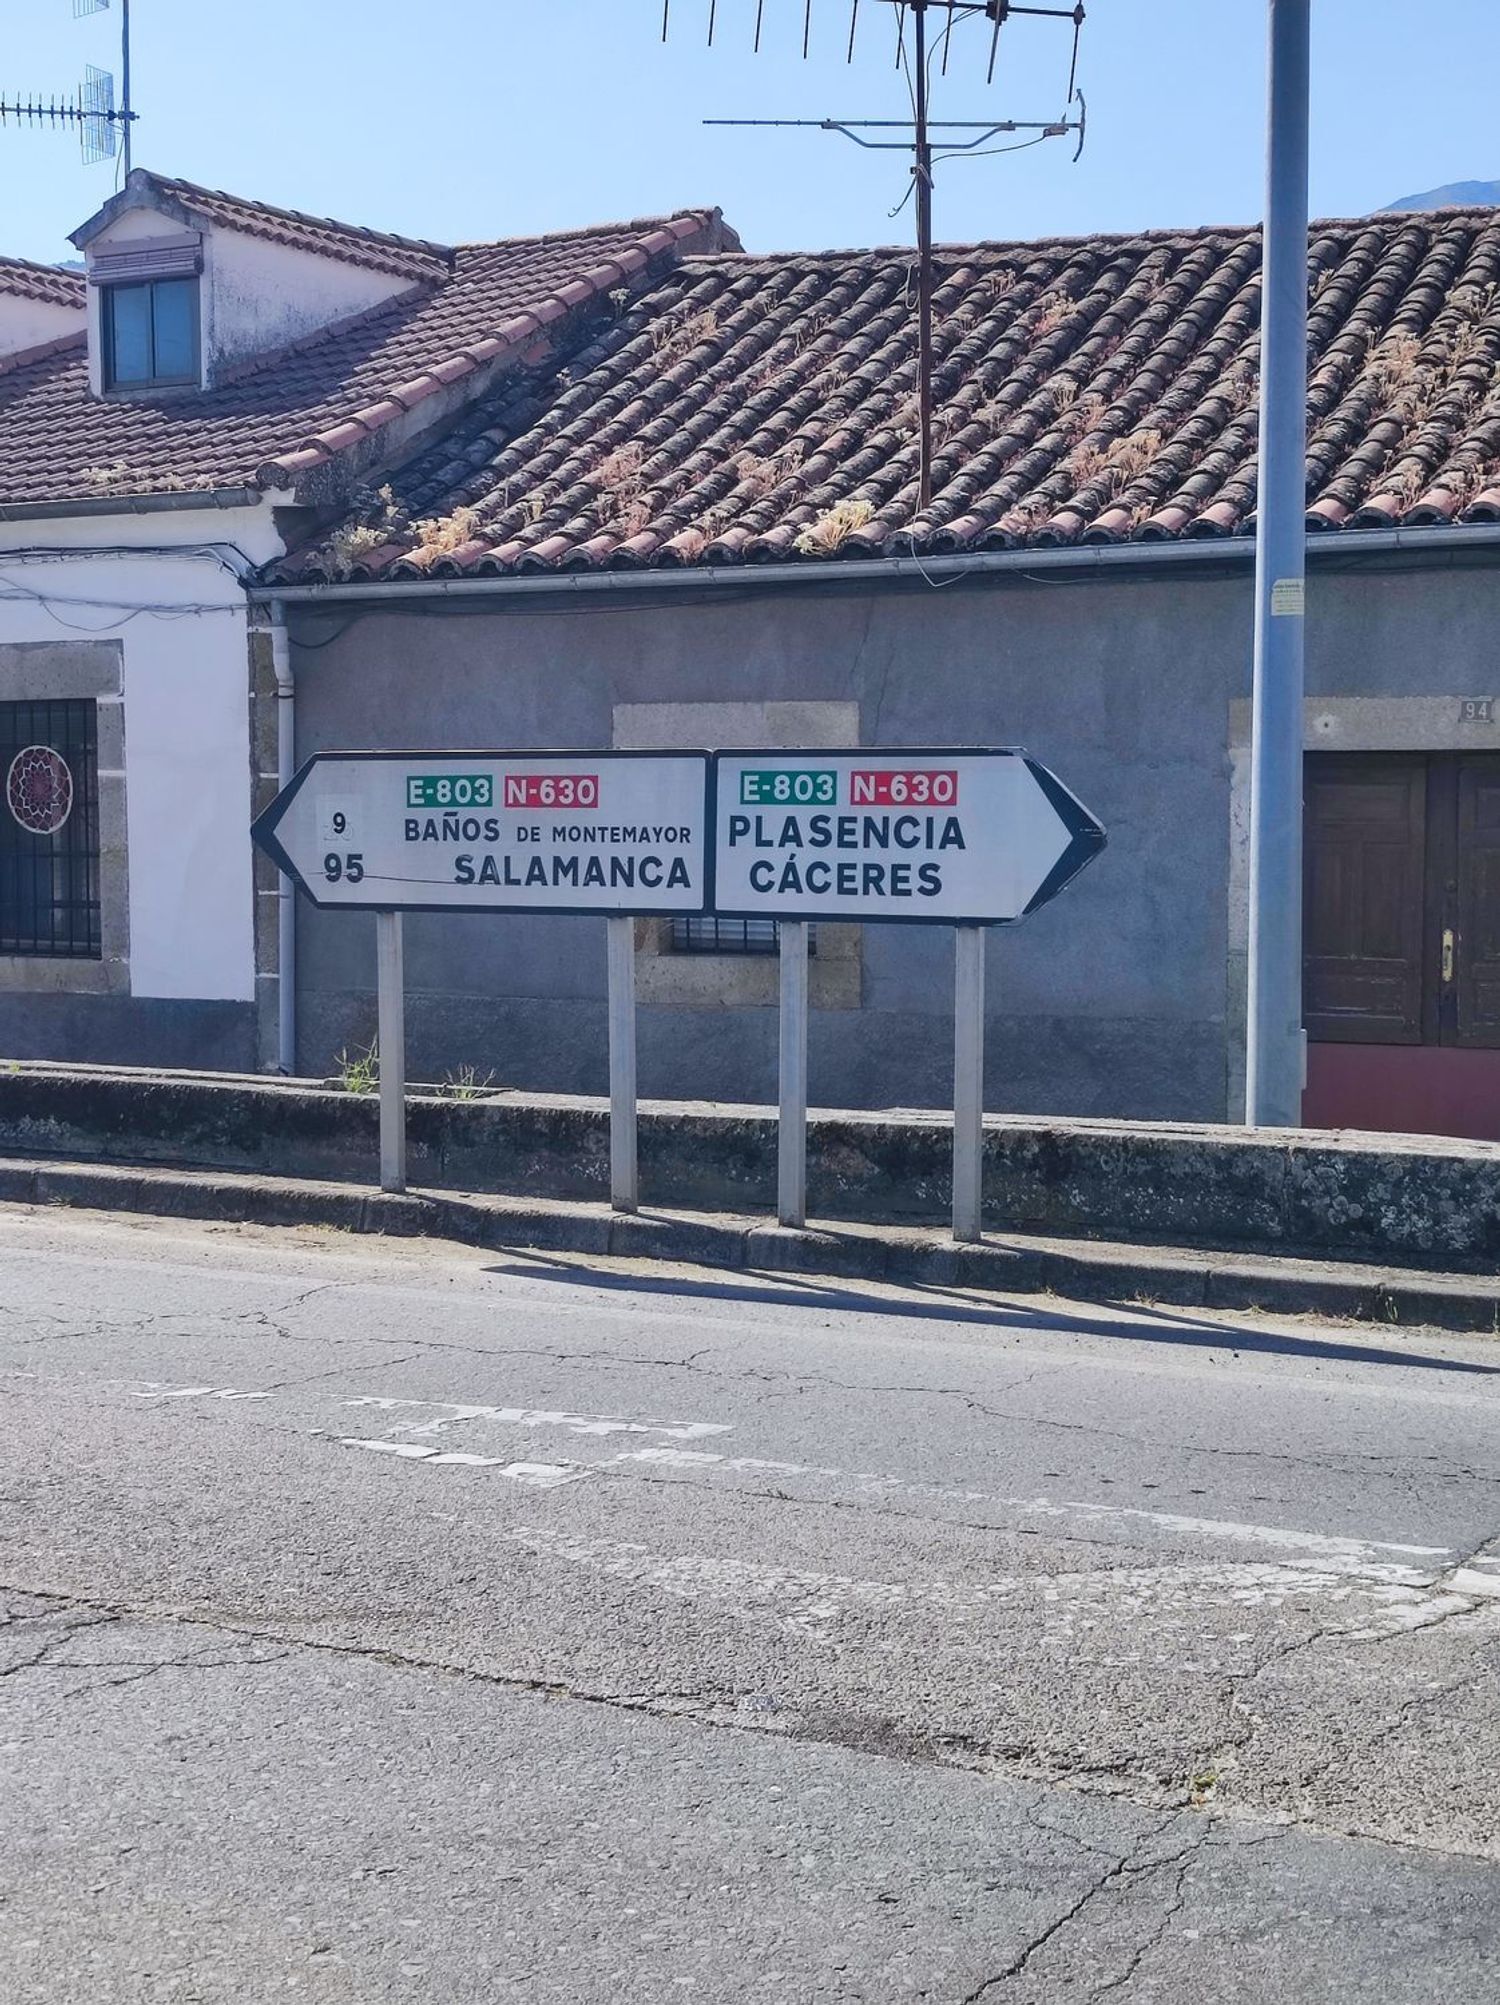 E-803 N-630
9 BAÑOS DE MONTEMAYOR
95 SALAMANCA
E-803 N-630
PLASENCIA
CÁCERES
94